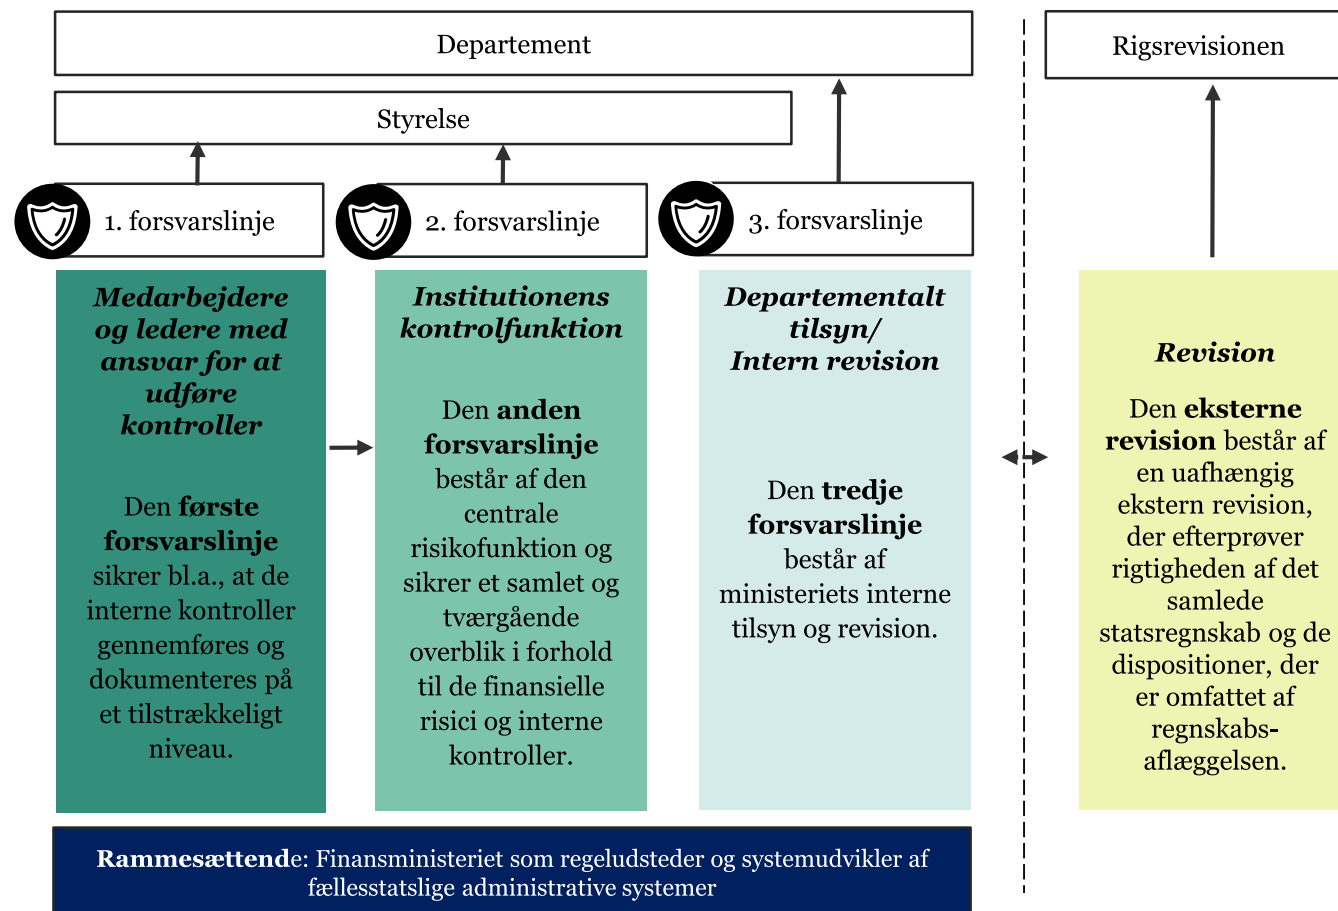 Departement
Rigsrevisionen
Styrelse
1. forsvarslinje
2. forsvarslinje
3. forsvarslinje
Medarbejdere
og ledere med
ansvar for at
udføre
kontroller
Den første
forsvarslinje
sikrer bl.a., at de
interne kontroller
gennemføres og
dokumenteres på
et tilstrækkeligt
niveau.
Institutionens
kontrolfunktion
Den anden
forsvarslinje
består af den
centrale
risikofunktion og
sikrer et samlet og
tværgående
overblik i forhold
til de finansielle
risici og interne
kontroller.
Departementalt
tilsyn/
Intern revision
Den tredje
forsvarslinje
består af
ministeriets interne
tilsyn og revision.
Revision
Den eksterne
revision består af
en uafhængig
ekstern revision,
der efterprøver
rigtigheden af det
samlede
statsregnskab og de
dispositioner, der
er omfattet af
regnskabs-
aflæggelsen.
Rammesættende: Finansministeriet som regeludsteder og systemudvikler af
fællesstatslige administrative systemer